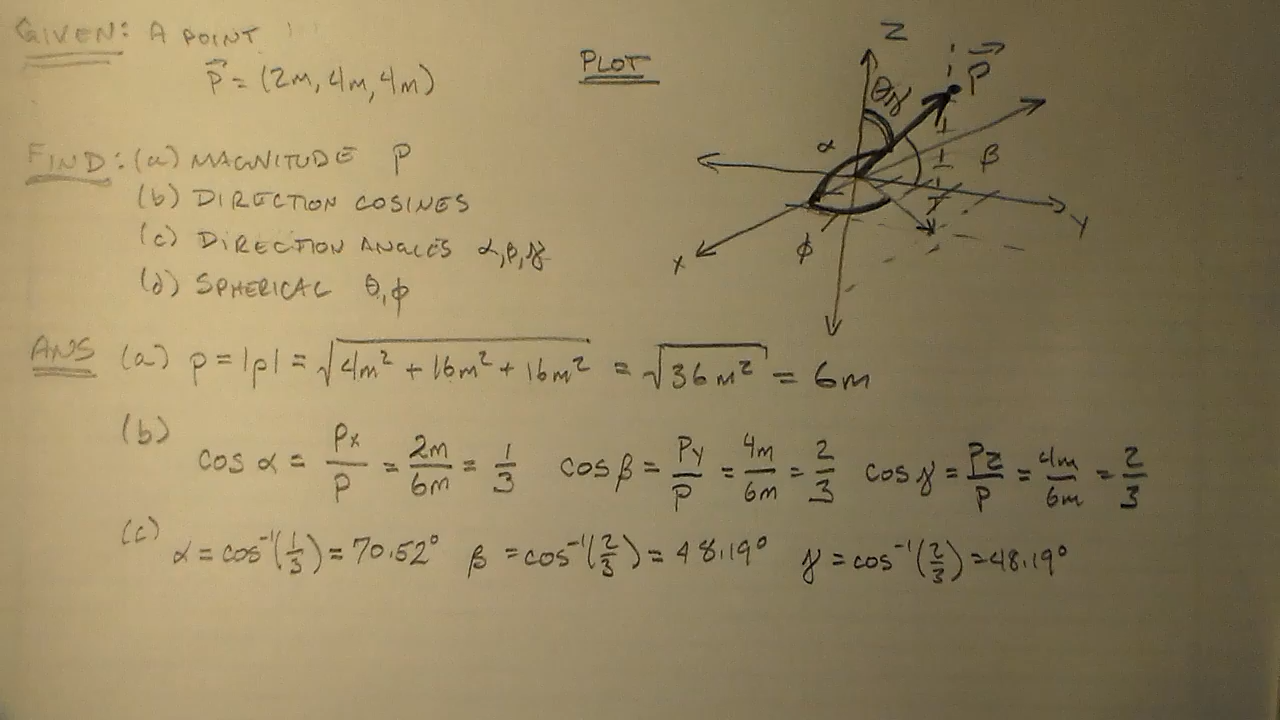 GIVEN: A POINT
P⃗ = (2m, 4m, 4m)
PLOT
Z
P⃗
θ,γ
α
β
Y
X
ϕ
FIND: (a) MAGNITUDE P
(b) DIRECTION COSINES
(c) DIRECTION ANGLES α,β,γ
(d) SPHERICAL θ,ϕ
ANS (a) p = |p| = √(4m² + 16m² + 16m²) = √(36m²) = 6m
(b)
cos α = Px/P = 2m/6m = 1/3 cos β = Py/P = 4m/6m = 2/3 cos γ = Pz/P = 4m/6m = 2/3
(c) α = cos⁻¹(1/3) = 70.52° β = cos⁻¹(2/3) = 48.19° γ = cos⁻¹(2/3) = 48.19°